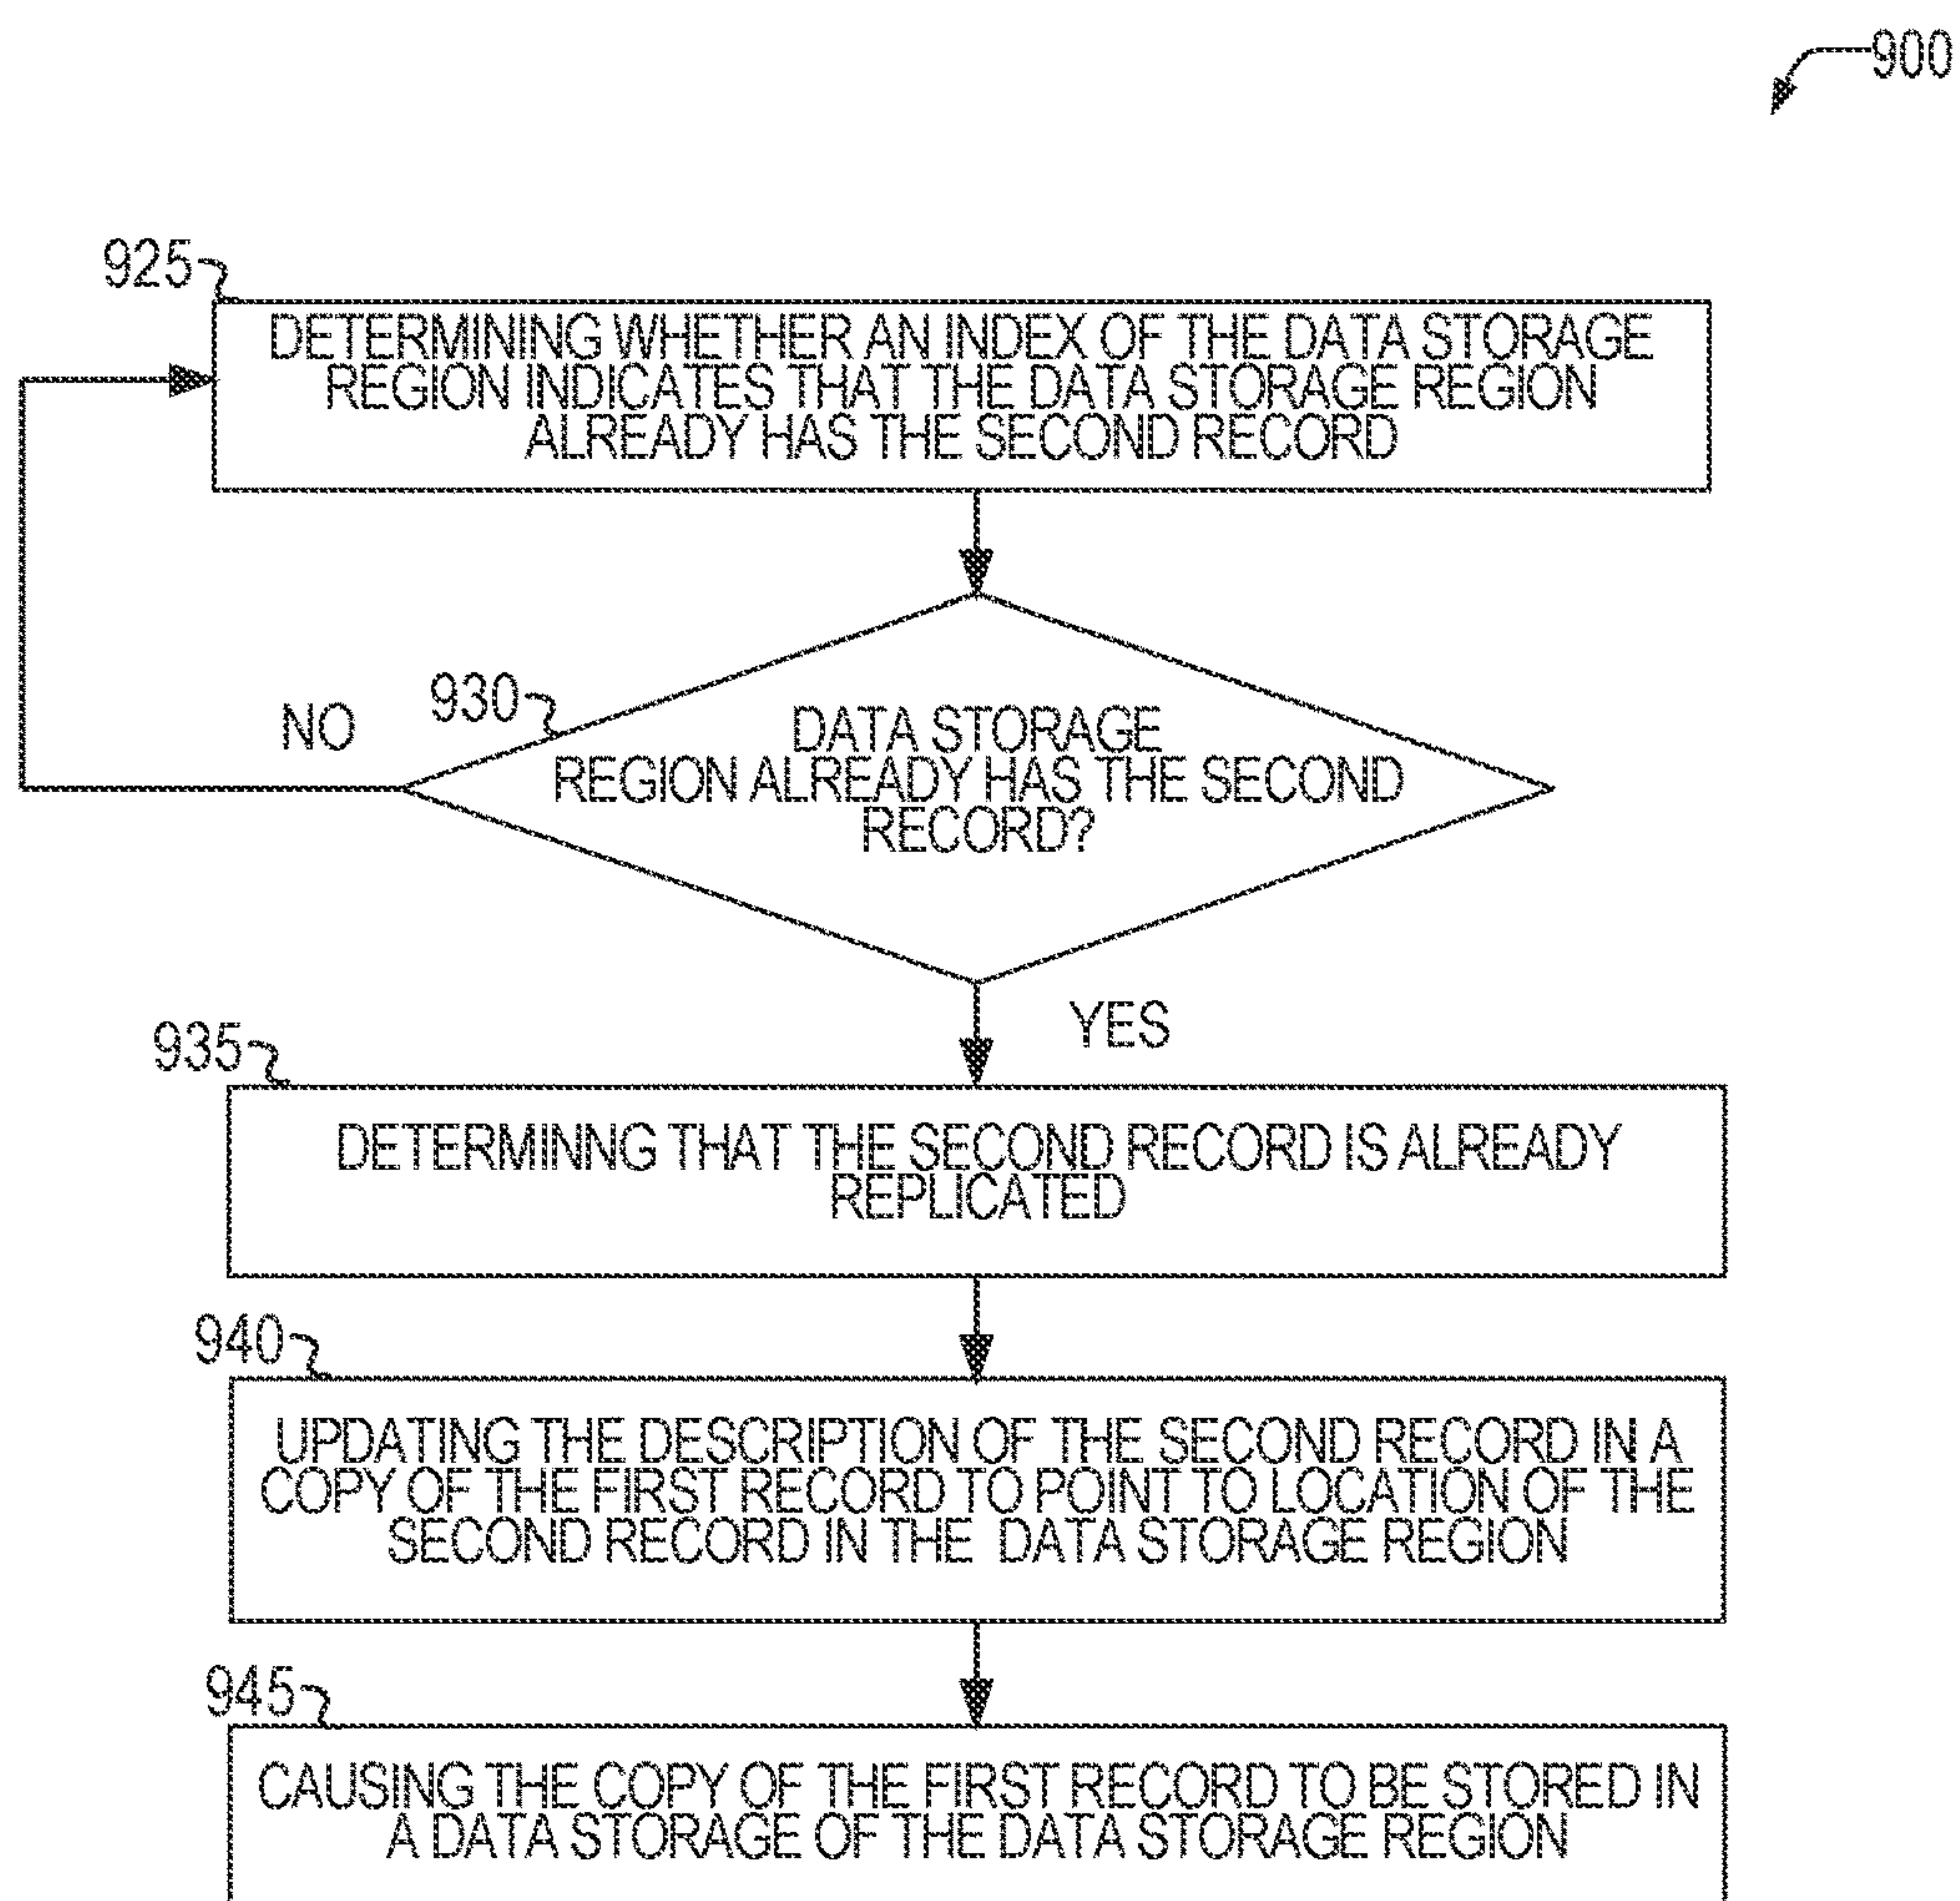 900
925
DETERMINING WHETHER AN INDEX OF THE DATA STORAGE
REGION INDICATES THAT THE DATA STORAGE REGION
ALREADY HAS THE SECOND RECORD
930
NO
DATA STORAGE
REGION ALREADY HAS THE SECOND
RECORD?
YES
935
DETERMINNG THAT THE SECOND RECORD IS ALREADY
REPLICATED
940
UPDATING THE DESCRIPTION OF THE SECOND RECORD IN A
COPY OF THE FIRST RECORD TO POINT TO LOCATION OF THE
SECOND RECORD IN THE DATA STORAGE REGION
945
CAUSING THE COPY OF THE FIRST RECORD TO BE STORED IN
A DATA STORAGE OF THE DATA STORAGE REGION